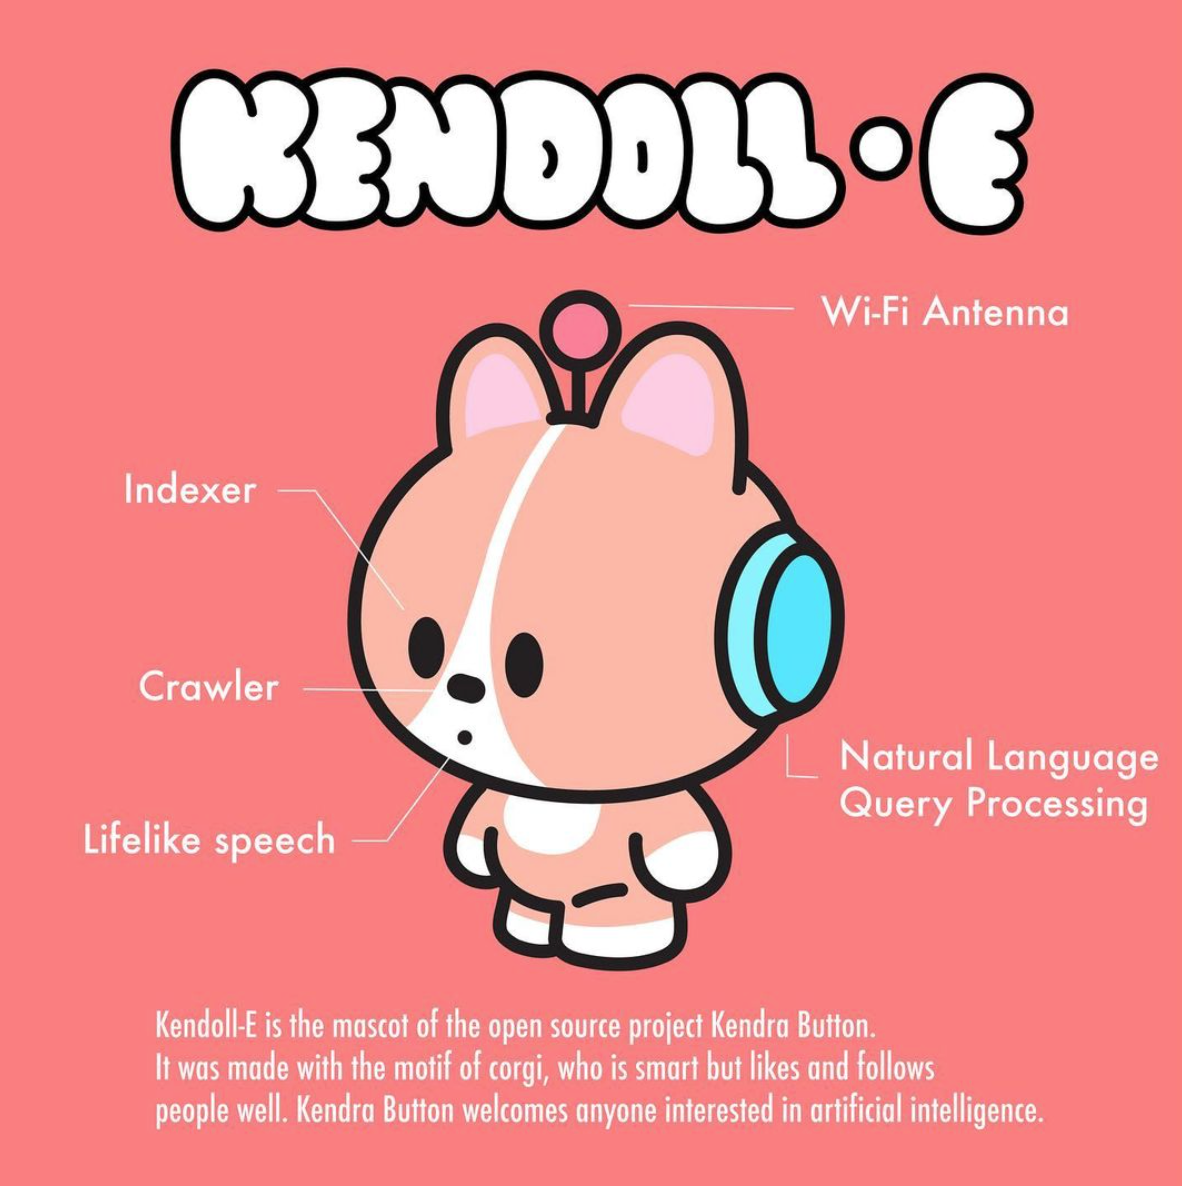 KENDOLL·E
Wi-Fi Antenna
Indexer
Crawler
Natural Language
Query Processing
Lifelike speech
Kendoll-E is the mascot of the open source project Kendra Button.
It was made with the motif of corgi, who is smart but likes and follows
people well. Kendra Button welcomes anyone interested in artificial intelligence.